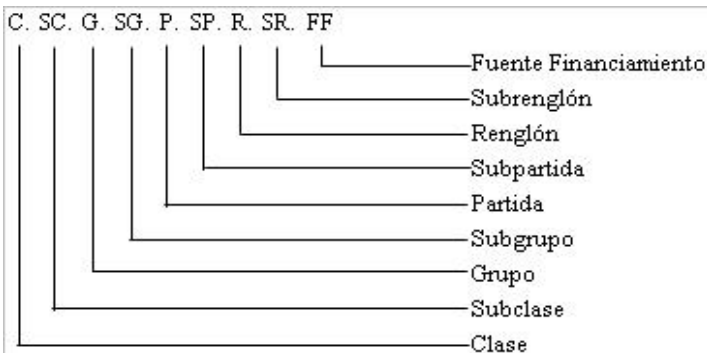 C. SC. G. SG. P. SP. R. SR. FF
Fuente Financiamiento
Subrenglón
Renglón
Subpartida
Partida
Subgrupo
Grupo
Subclase
Clase